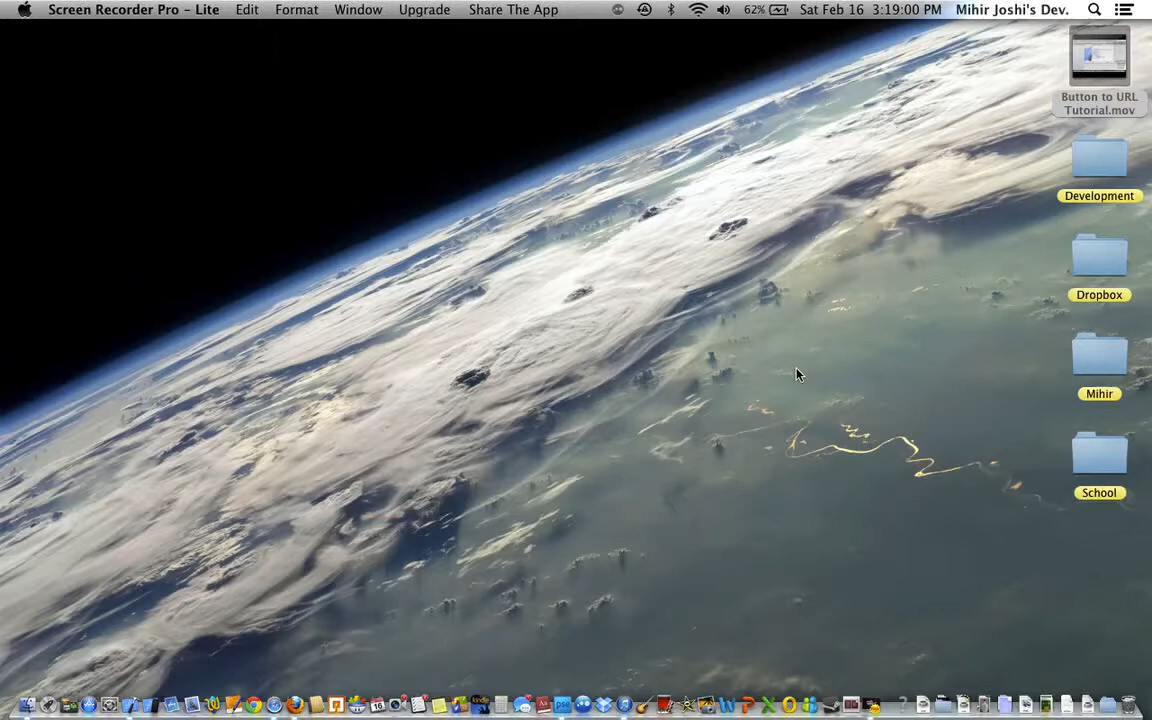 Screen Recorder Pro - Lite Edit Format Window Upgrade Share The App 62% Sat Feb 16 3:19:00 PM Mihir Joshi's Dev.
Button to URL
Tutorial.mov
Development
Dropbox
Mihir
School